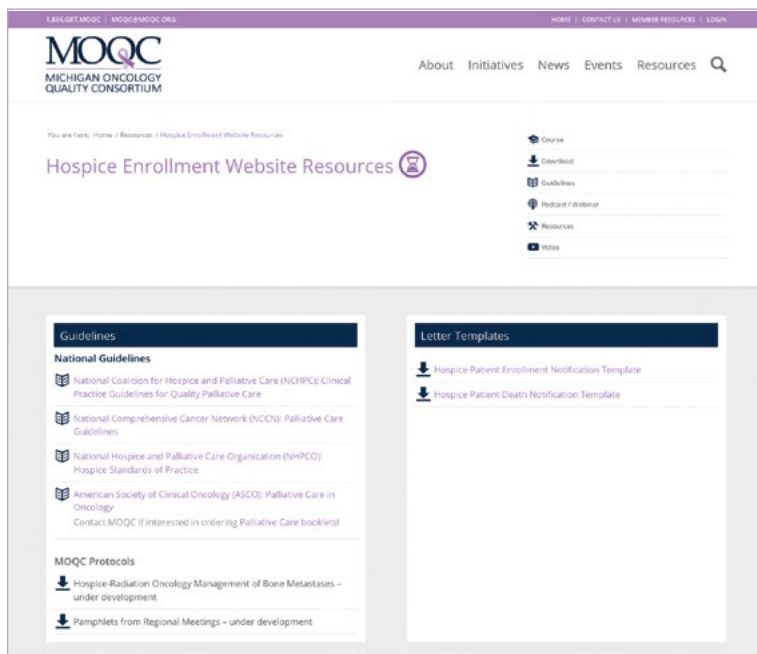 1.866.GET.MOQC | MOQC@MOQC.ORG
HOME | CONTACT US | MEMBER RESOURCES | LOGIN
MOQC
MICHIGAN ONCOLOGY
QUALITY CONSORTIUM
About Initiatives News Events Resources
You are here: Home / Resources / Hospice Enrollment Website Resources
Hospice Enrollment Website Resources
Course
Download
Guidelines
Podcast / Webinar
Resources
Video
Guidelines
National Guidelines
National Coalition for Hospice and Palliative Care (NCHPC): Clinical
Practice Guidelines for Quality Palliative Care
National Comprehensive Cancer Network (NCCN): Palliative Care
Guidelines
National Hospice and Palliative Care Organization (NHPCO):
Hospice Standards of Practice
American Society of Clinical Oncology (ASCO): Palliative Care in
Oncology
Contact MOQC if interested in ordering Palliative Care booklets!
MOQC Protocols
Hospice-Radiation Oncology Management of Bone Metastases –
under development
Pamphlets from Regional Meetings – under development
Letter Templates
Hospice Patient Enrollment Notification Template
Hospice Patient Death Notification Template